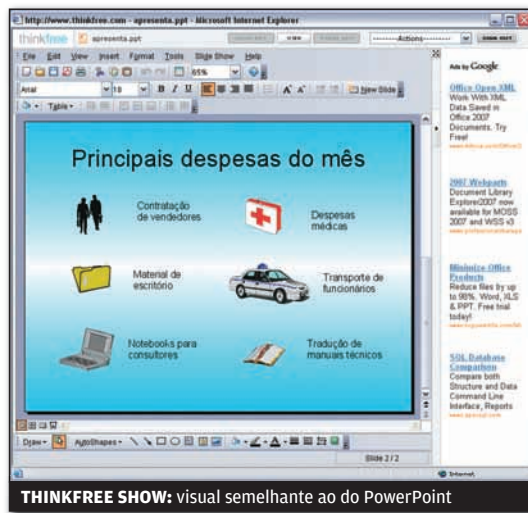 http://www.thinkfree.com - apresenta.ppt - Microsoft Internet Explorer
thinkfree apresenta.ppt VIEW --------Actions--------
File Edit View Insert Format Tools Slide Show Help
65%
Arial 18 B I U A A New Slide
Table
Principais despesas do mês
Contratação
de vendedores
Despesas
médicas
Material de
escritório
Transporte de
funcionários
Notebooks para
consultores
Tradução de
manuais técnicos
Draw AutoShapes
Slide 2 / 2
Internet
Ads by Google
Office Open XML
Work With XML
Data Saved in
Office 2007
Documents. Try
Free!
2007 Webparts
Document Library
Explorer2007 now
available for MOSS
2007 and WSS v3
Minimize Office
Products
Reduce files by up
to 98%. Word, XLS
& PPT. Free trial
today!
SQL Database
Comparison
Compare both
Structure and Data
Command Line
Interface, Reports
THINKFREE SHOW: visual semelhante ao do PowerPoint